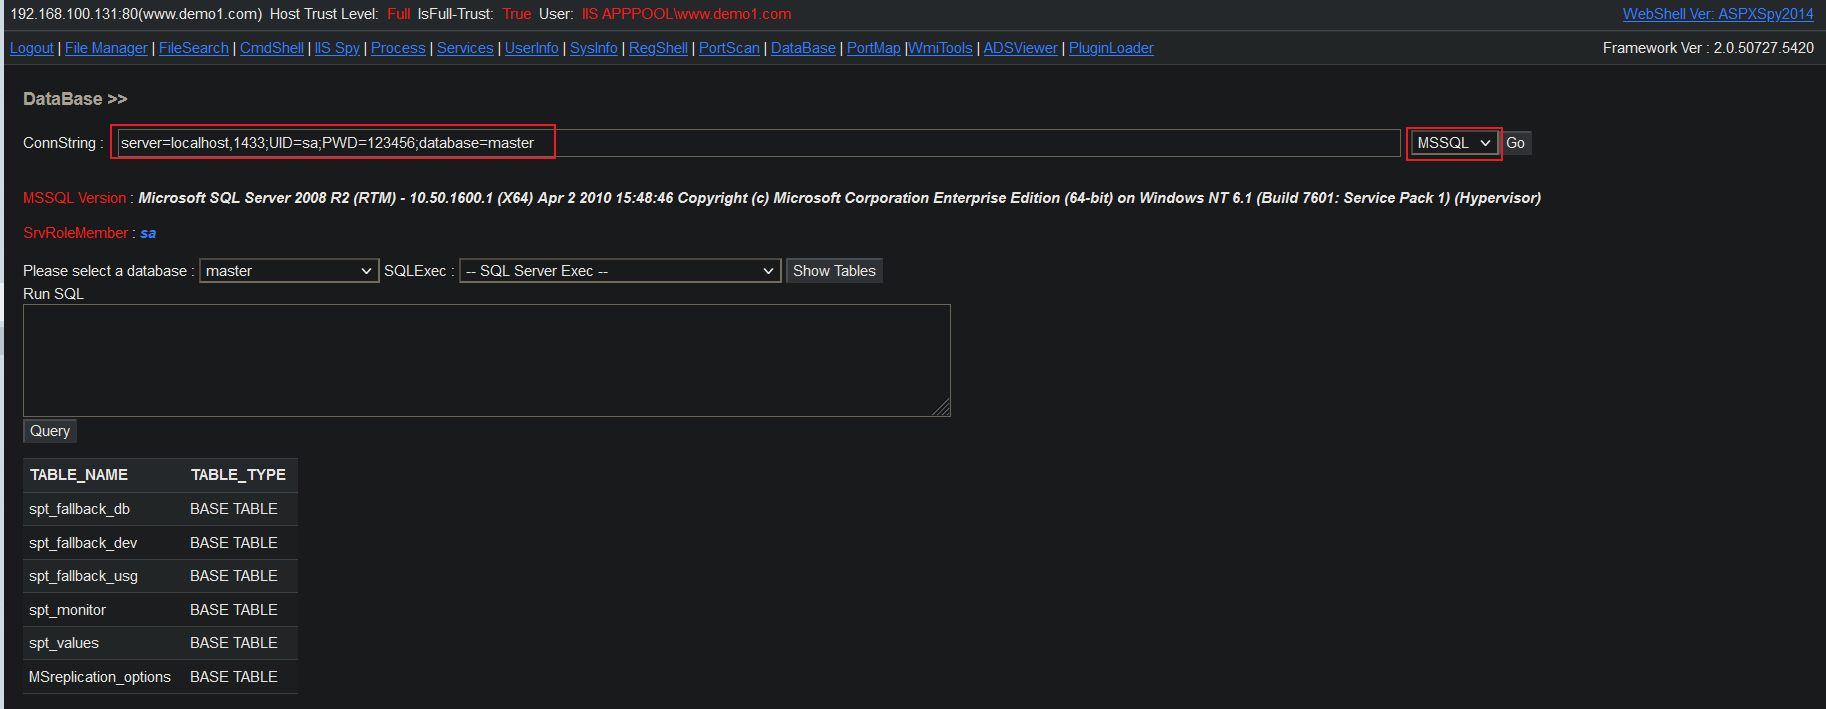 192.168.100.131:80(www.demo1.com) Host Trust Level: Full IsFull-Trust: True User: IIS APPPOOL\www.demo1.com WebShell Ver: ASPXSpy2014
Logout | File Manager | FileSearch | CmdShell | IIS Spy | Process | Services | UserInfo | SysInfo | RegShell | PortScan | DataBase | PortMap |WmiTools | ADSViewer | PluginLoader Framework Ver : 2.0.50727.5420
DataBase >>
ConnString : server=localhost,1433;UID=sa;PWD=123456;database=master MSSQL Go
MSSQL Version : Microsoft SQL Server 2008 R2 (RTM) - 10.50.1600.1 (X64) Apr 2 2010 15:48:46 Copyright (c) Microsoft Corporation Enterprise Edition (64-bit) on Windows NT 6.1 (Build 7601: Service Pack 1) (Hypervisor)
SrvRoleMember : sa
Please select a database : master SQLExec : -- SQL Server Exec -- Show Tables
Run SQL
Query
TABLE_NAME TABLE_TYPE
spt_fallback_db BASE TABLE
spt_fallback_dev BASE TABLE
spt_fallback_usg BASE TABLE
spt_monitor BASE TABLE
spt_values BASE TABLE
MSreplication_options BASE TABLE